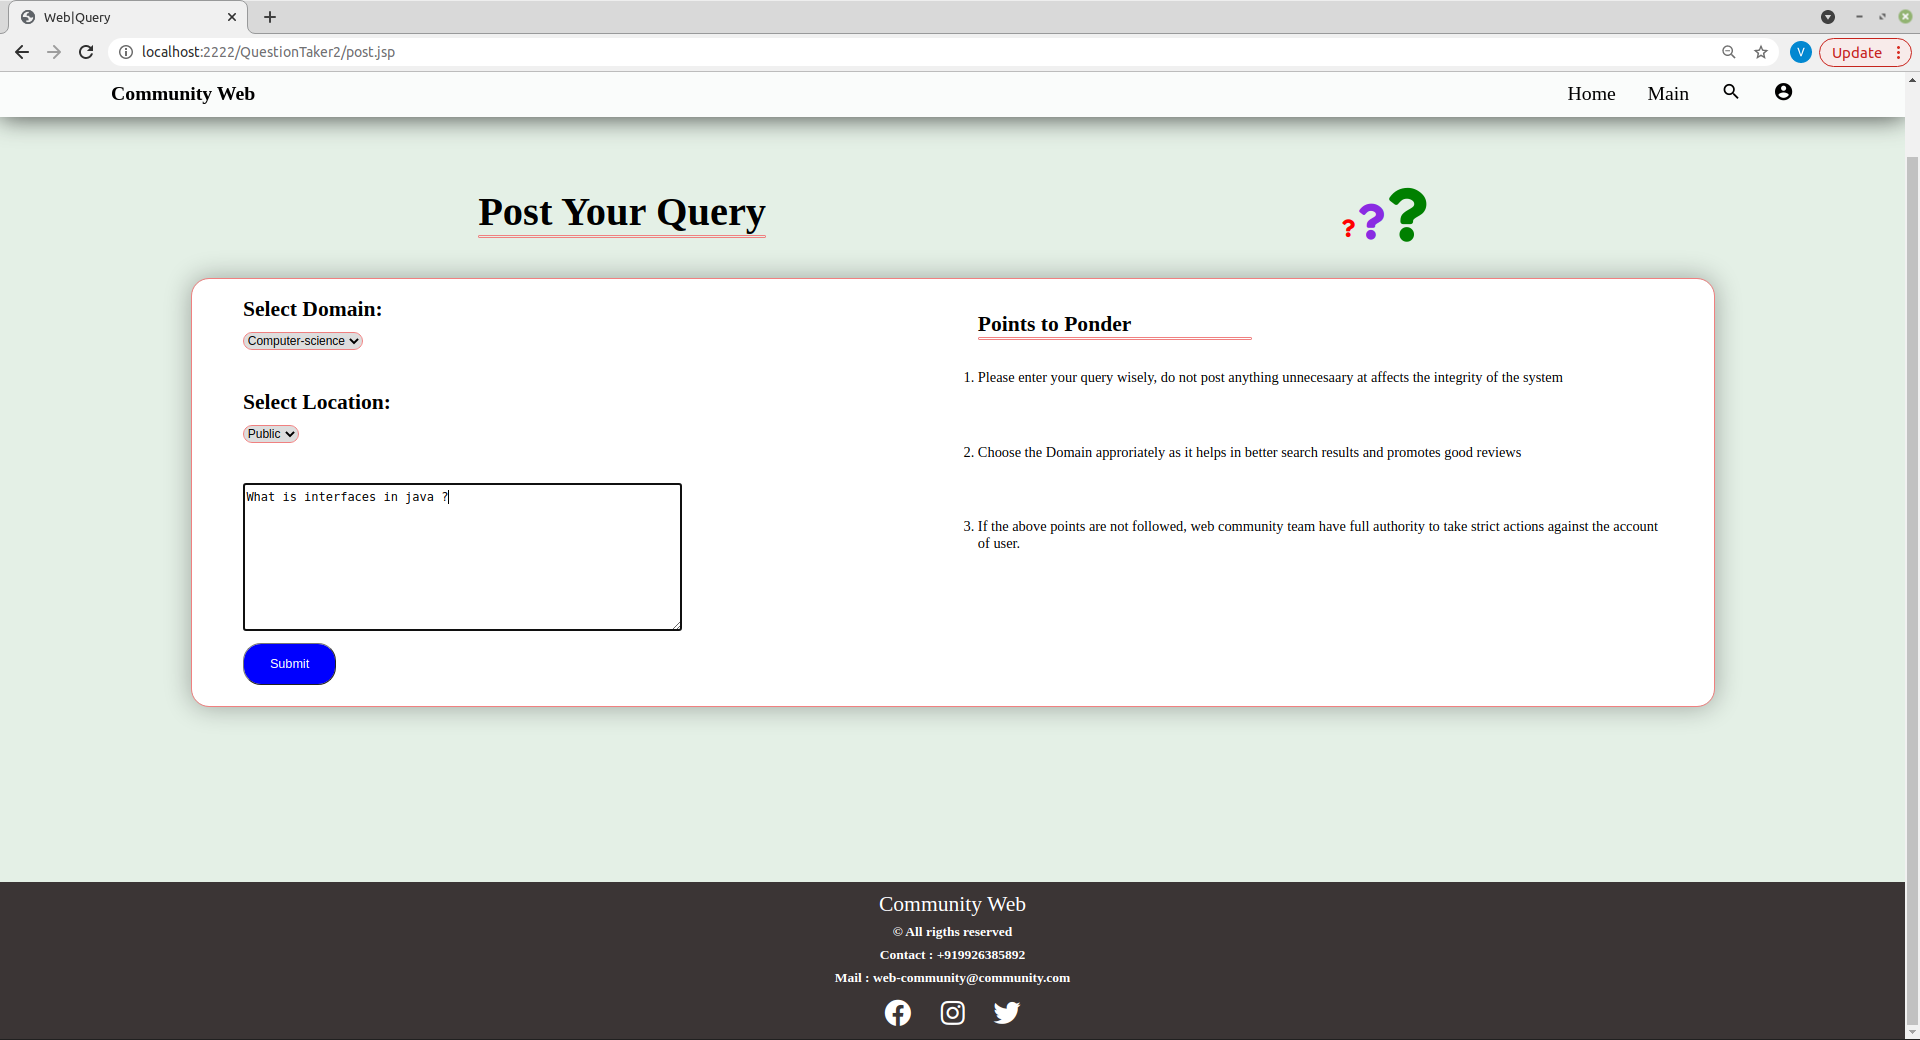 Web|Query
localhost:2222/QuestionTaker2/post.jsp
V
Update
Community Web
Home
Main
Post Your Query
???
Select Domain:
Computer-science
Select Location:
Public
What is interfaces in java ?
Submit
Points to Ponder
1. Please enter your query wisely, do not post anything unnecesaary at affects the integrity of the system
2. Choose the Domain approriately as it helps in better search results and promotes good reviews
3. If the above points are not followed, web community team have full authority to take strict actions against the account
of user.
Community Web
© All rigths reserved
Contact : +919926385892
Mail : web-community@community.com